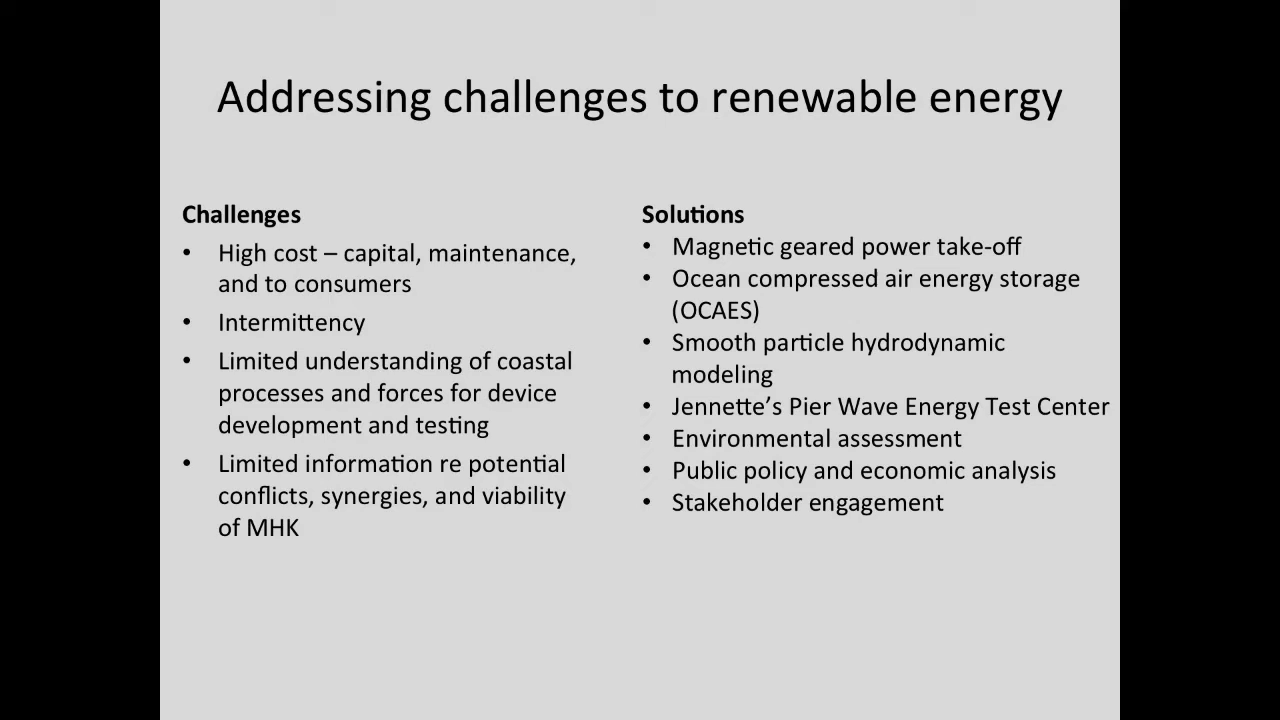 Addressing challenges to renewable energy
Challenges
• High cost – capital, maintenance,
and to consumers
• Intermittency
• Limited understanding of coastal
processes and forces for device
development and testing
• Limited information re potential
conflicts, synergies, and viability
of MHK
Solutions
• Magnetic geared power take-off
• Ocean compressed air energy storage
(OCAES)
• Smooth particle hydrodynamic
modeling
• Jennette’s Pier Wave Energy Test Center
• Environmental assessment
• Public policy and economic analysis
• Stakeholder engagement